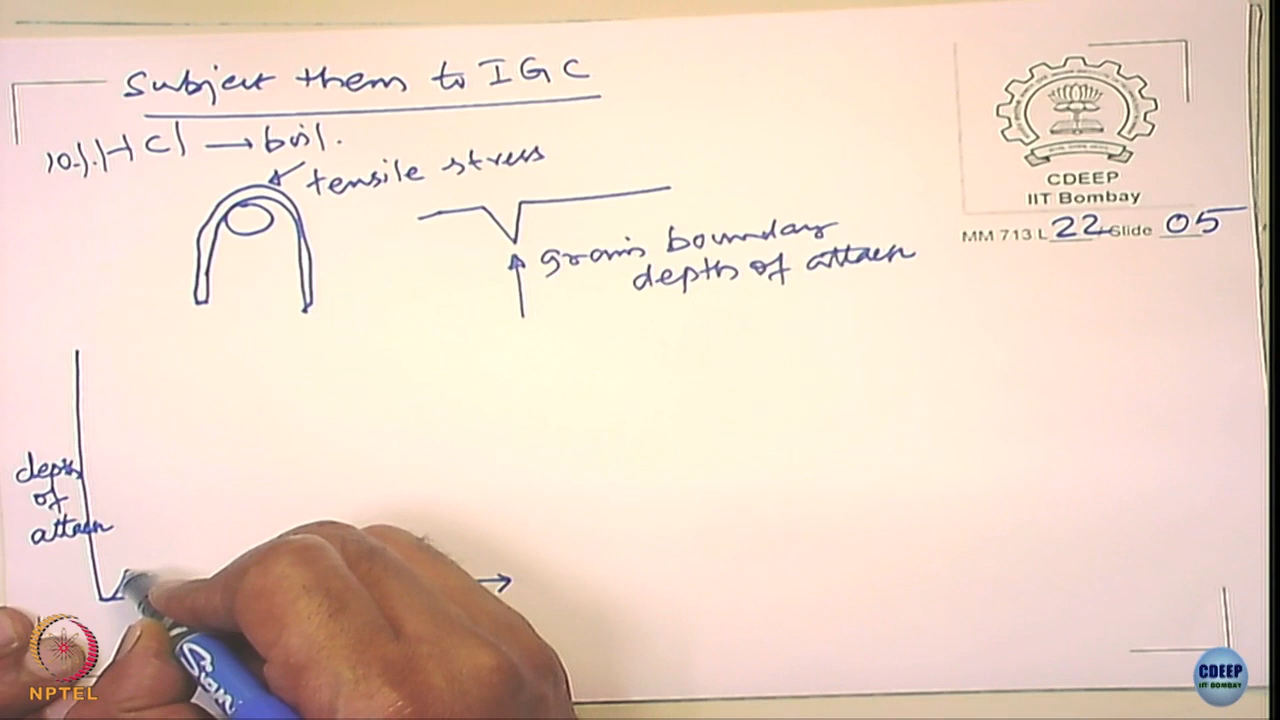 Subject them to IGC
10% HCl → boil.
tensile stress
grain boundary
depth of attack
CDEEP
IIT Bombay
MM 713 L 22 Slide 05
depth
of
attack
San
NPTEL
CDEEP
IIT BOMBAY